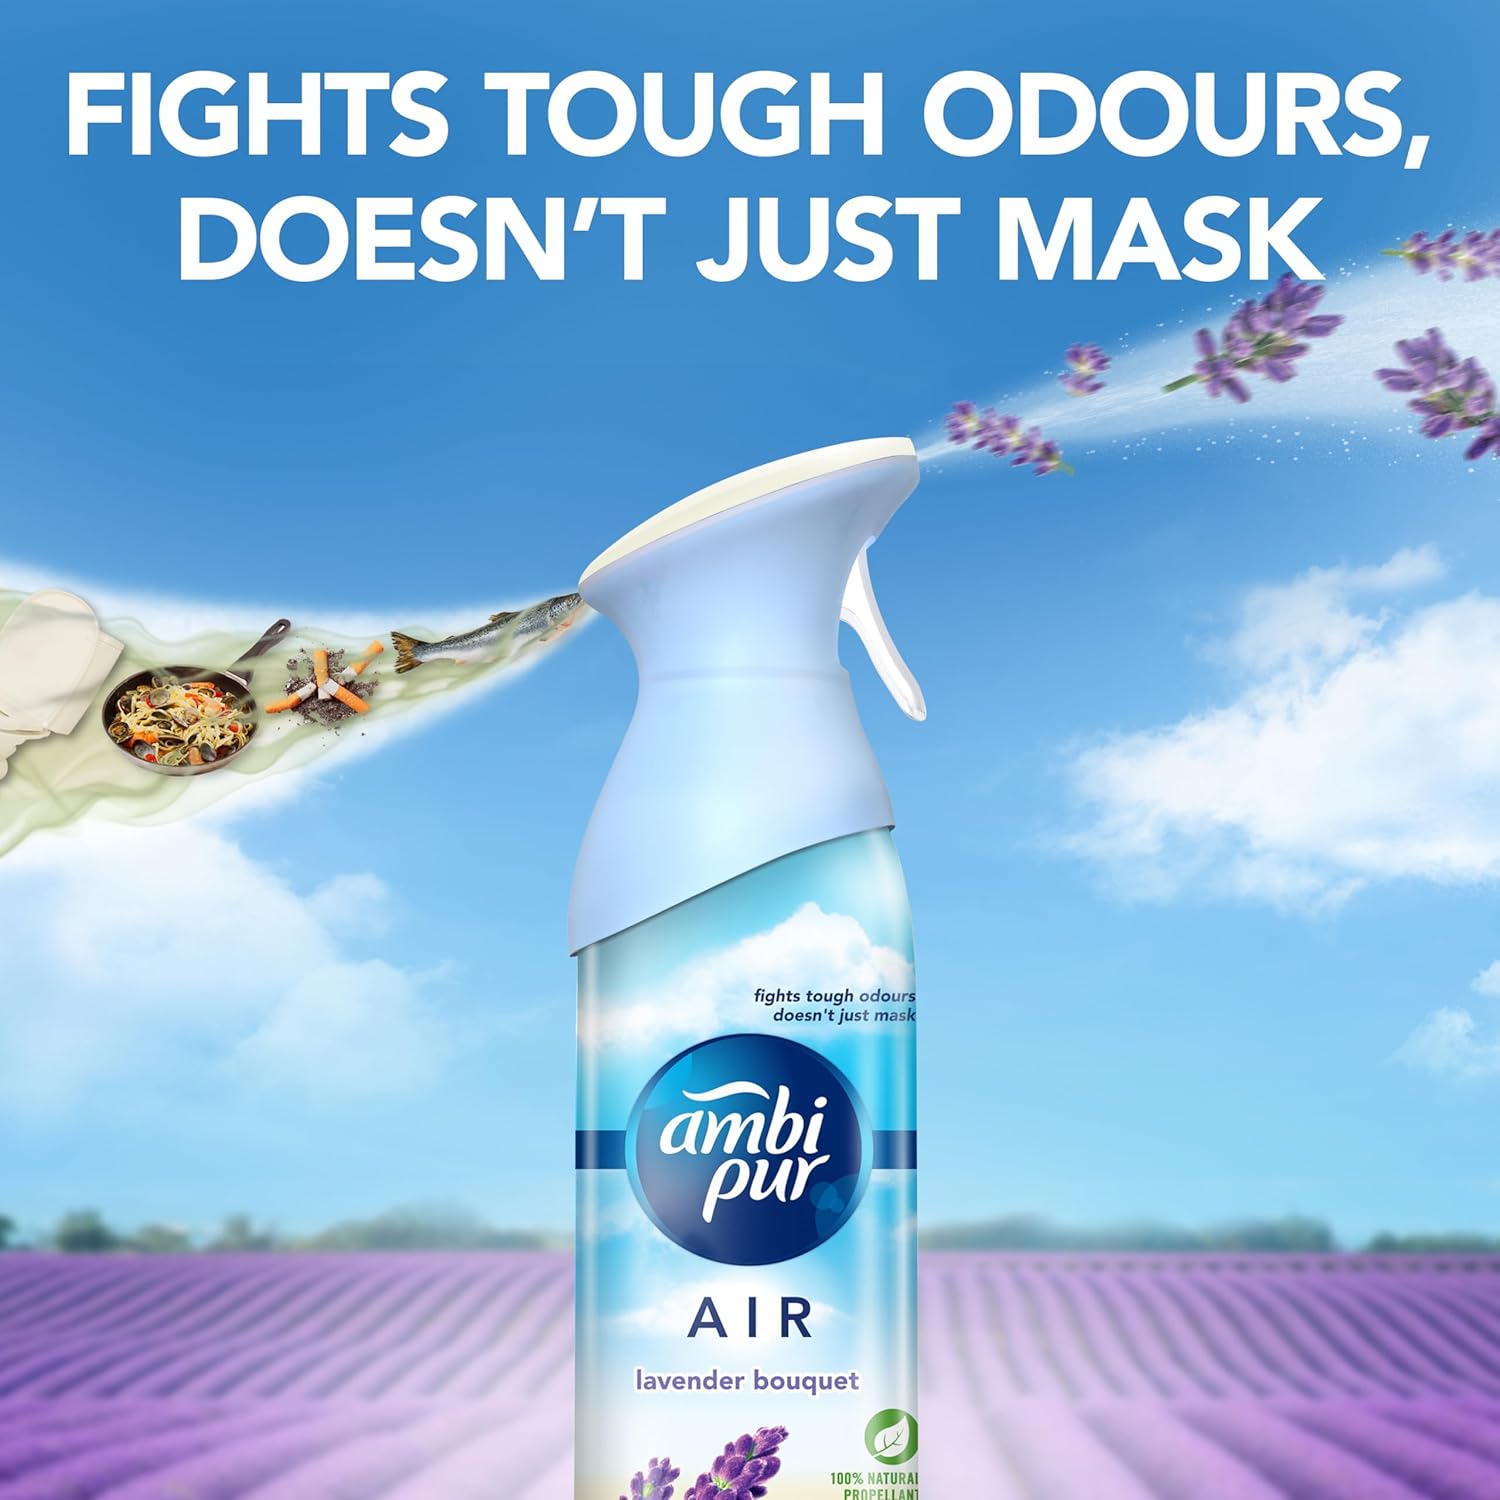 FIGHTS TOUGH ODOURS,
DOESN'T JUST MASK
fights tough odours
doesn't just mask
ambi
pur
AIR
lavender bouquet
100% NATURAL
PROPELLANT